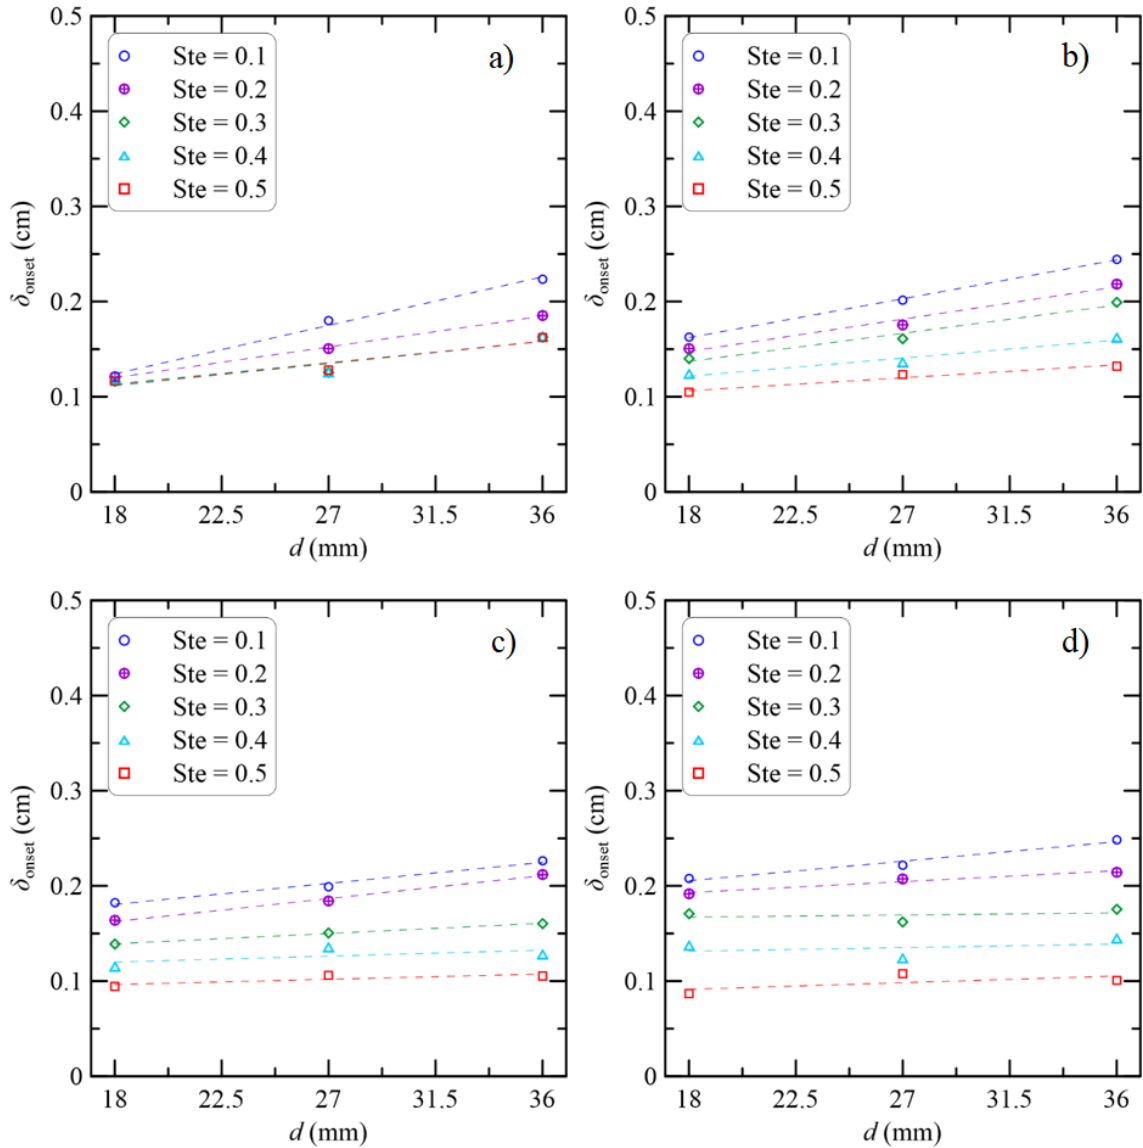 0.5
0.4
0.3
0.2
0.1
0
δonset (cm)
Ste = 0.1
Ste = 0.2
Ste = 0.3
Ste = 0.4
Ste = 0.5
a)
18 22.5 27 31.5 36
d (mm)
0.5
0.4
0.3
0.2
0.1
0
δonset (cm)
Ste = 0.1
Ste = 0.2
Ste = 0.3
Ste = 0.4
Ste = 0.5
b)
18 22.5 27 31.5 36
d (mm)
0.5
0.4
0.3
0.2
0.1
0
δonset (cm)
Ste = 0.1
Ste = 0.2
Ste = 0.3
Ste = 0.4
Ste = 0.5
c)
18 22.5 27 31.5 36
d (mm)
0.5
0.4
0.3
0.2
0.1
0
δonset (cm)
Ste = 0.1
Ste = 0.2
Ste = 0.3
Ste = 0.4
Ste = 0.5
d)
18 22.5 27 31.5 36
d (mm)